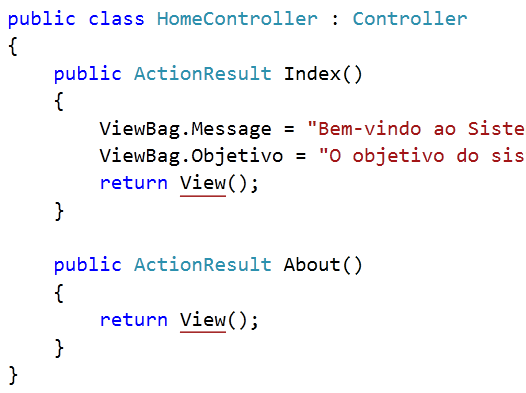 public class HomeController : Controller
{
    public ActionResult Index()
    {
        ViewBag.Message = "Bem-vindo ao Siste
        ViewBag.Objetivo = "O objetivo do sis
        return View();
    }

    public ActionResult About()
    {
        return View();
    }
}